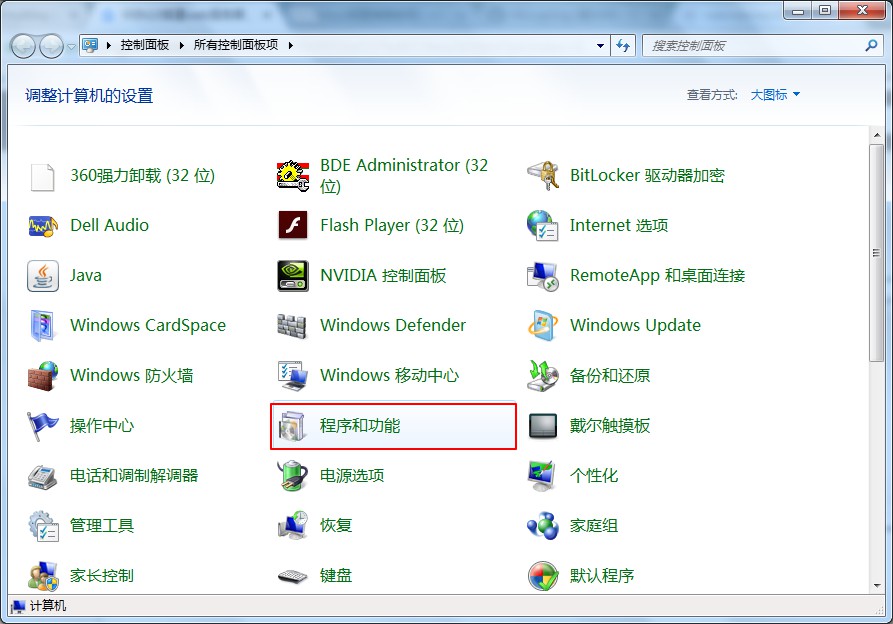 控制面板 所有控制面板项
搜索控制面板
调整计算机的设置
查看方式: 大图标
360强力卸载 (32 位)
BDE Administrator (32
位)
BitLocker 驱动器加密
Dell Audio
Flash Player (32 位)
Internet 选项
Java
NVIDIA 控制面板
RemoteApp 和桌面连接
Windows CardSpace
Windows Defender
Windows Update
Windows 防火墙
Windows 移动中心
备份和还原
操作中心
程序和功能
戴尔触摸板
电话和调制解调器
电源选项
个性化
管理工具
恢复
家庭组
家长控制
键盘
默认程序
计算机